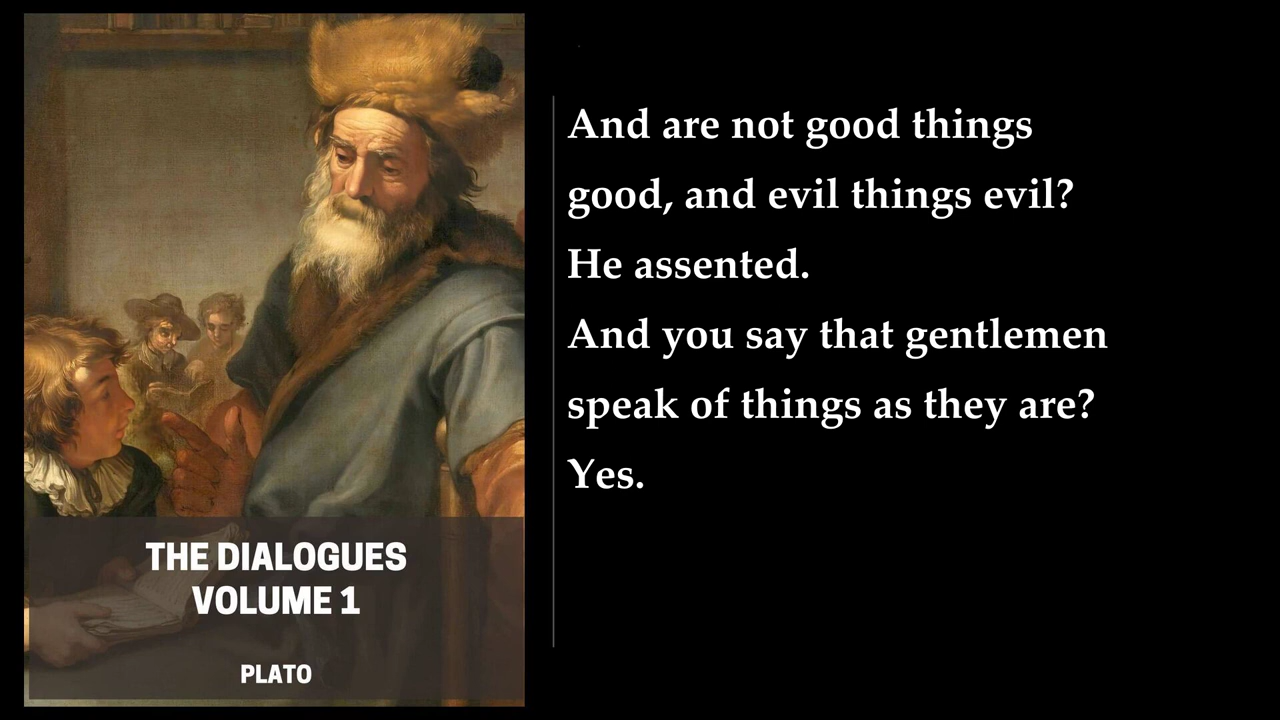 And are not good things
good, and evil things evil?
He assented.
And you say that gentlemen
speak of things as they are?
Yes.
THE DIALOGUES
VOLUME 1
PLATO